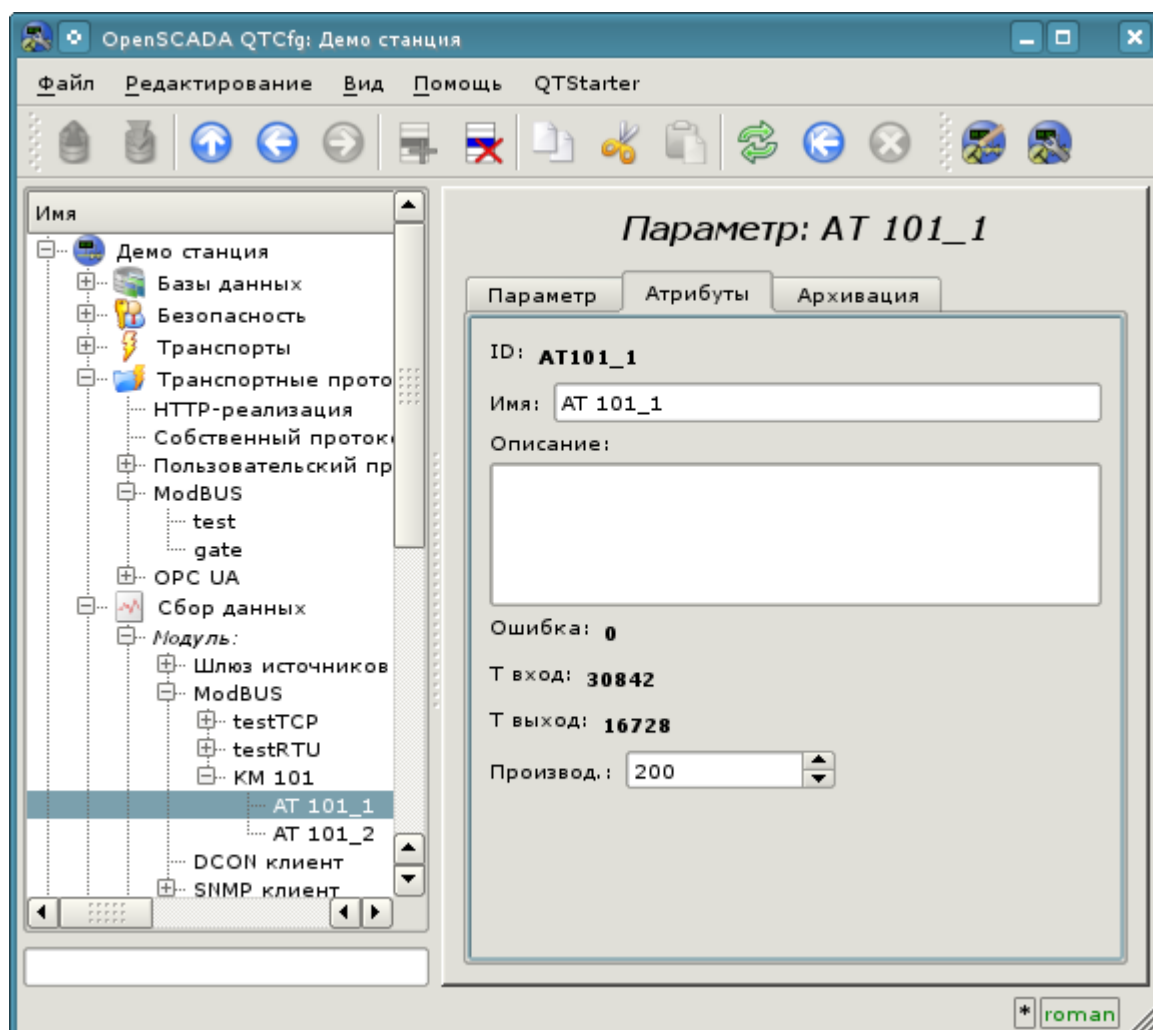 OpenSCADA QTCfg: Демо станция
Файл Редактирование Вид Помощь QTStarter
Имя
Демо станция
Базы данных
Безопасность
Транспорты
Транспортные прото
HTTP-реализация
Собственный проток
Пользовательский пр
ModBUS
test
gate
OPC UA
Сбор данных
Модуль:
Шлюз источников
ModBUS
testTCP
testRTU
КМ 101
AT 101_1
AT 101_2
DCON клиент
SNMP клиент
Параметр: AT 101_1
Параметр Атрибуты Архивация
ID: AT101_1
Имя: AT 101_1
Описание:
Ошибка: 0
Т вход: 30842
Т выход: 16728
Производ.: 200
* roman